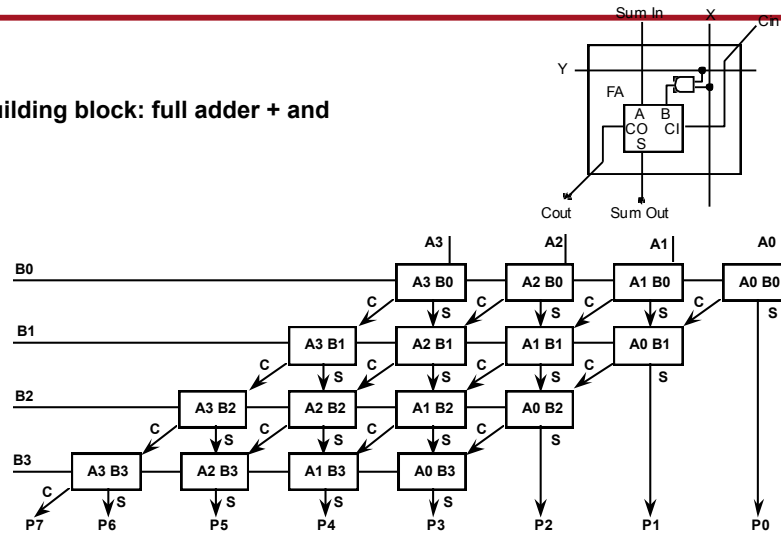 Sum In X Cin
Y
uilding block: full adder + and
FA
A B
CO CI
S
Cout Sum Out
A3 A2 A1 A0
B0
A3 B0 A2 B0 A1 B0 A0 B0
C S C S C S C S
B1
A3 B1 A2 B1 A1 B1 A0 B1
C S C S C S C S
B2
A3 B2 A2 B2 A1 B2 A0 B2
C S C S C S C S
B3
A3 B3 A2 B3 A1 B3 A0 B3
C S S S S
P7 P6 P5 P4 P3 P2 P1 P0